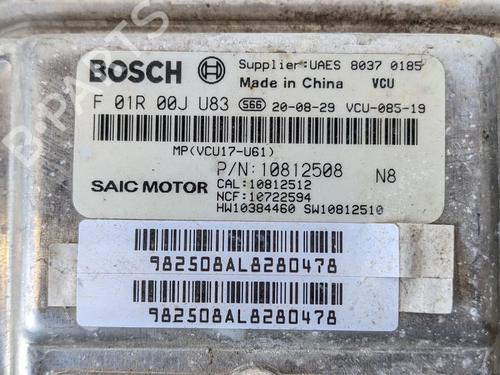 BOSCH
Supplier:UAES 8037 0185
Made in China VCU
F 01R 00J U83 S66 20-08-29 VCU-085-19
MP(VCU17-U61)
P/N:10812508 N8
SAIC MOTOR
CAL:10812512
NCF:10722594
HW10384460 SW10812510
982508AL8280478
982508AL8280478
B-PARTS